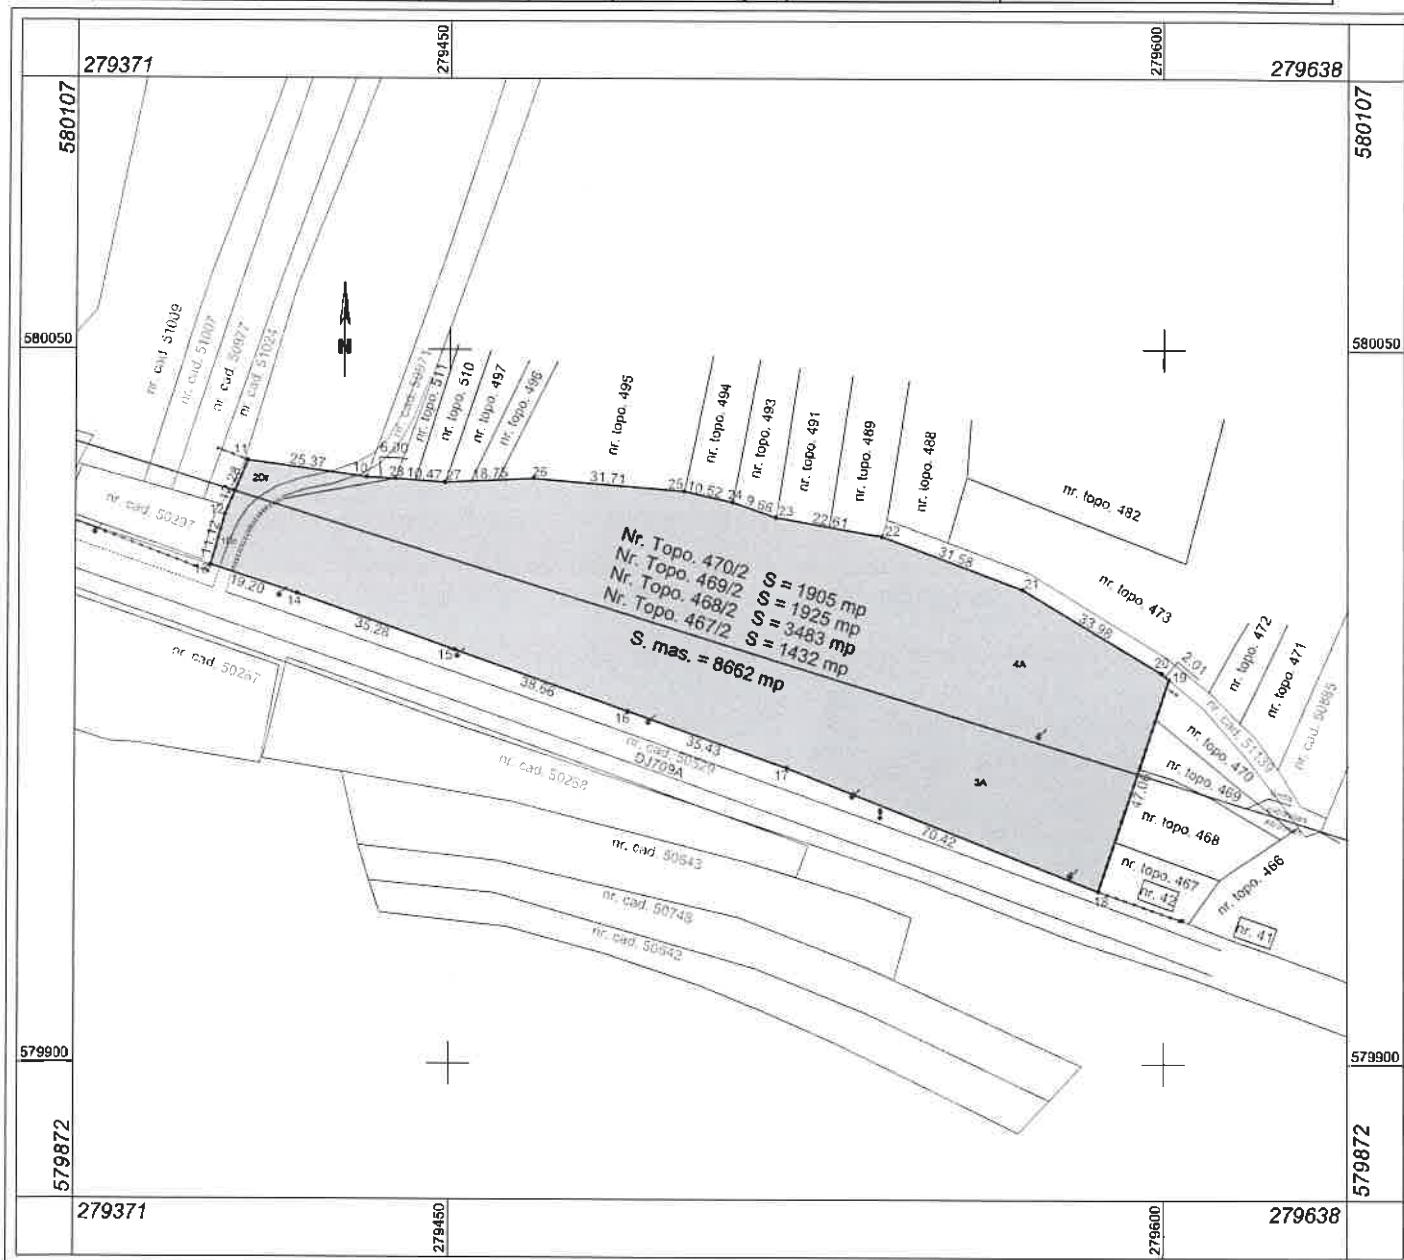 279450
279600
279371
279638
580107
580107
580050
580050
N
nr. cad. 51009
nr. cad. 51007
nr. cad. 50977
nr. cad. 51024
nr. cad. 50971
nr. topo. 511
nr. topo. 510
nr. topo. 497
nr. topo. 496
nr. topo. 495
nr. topo. 494
nr. topo. 493
nr. topo. 491
nr. topo. 489
nr. topo. 488
nr. topo. 482
nr. topo. 473
nr. topo. 472
nr. topo. 471
nr. cad. 50885
nr. cad. 51139
11
25.37
10
6.00
28
10.47
27
18.75
26
31.71
25
10.52
24
9.66
23
22.61
22
31.58
21
33.98
20
2.01
19
12
11.12
nr. cad. 50297
19.20
14
35.28
15
38.66
16
35.43
17
70.42
18
47.06
Nr. Topo. 470/2 S = 1905 mp
Nr. Topo. 469/2 S = 1925 mp
Nr. Topo. 468/2 S = 3483 mp
Nr. Topo. 467/2 S = 1432 mp
S. mas. = 8662 mp
4A
3A
nr. topo. 470
nr. topo. 469
nr. topo. 468
nr. topo. 467
nr. topo. 466
nr. 42
nr. 41
nr. cad. 50520
DJ709A
nr. cad. 50268
nr. cad. 50643
nr. cad. 50748
nr. cad. 50642
579900
579900
579872
579872
279371
279638
279450
279600